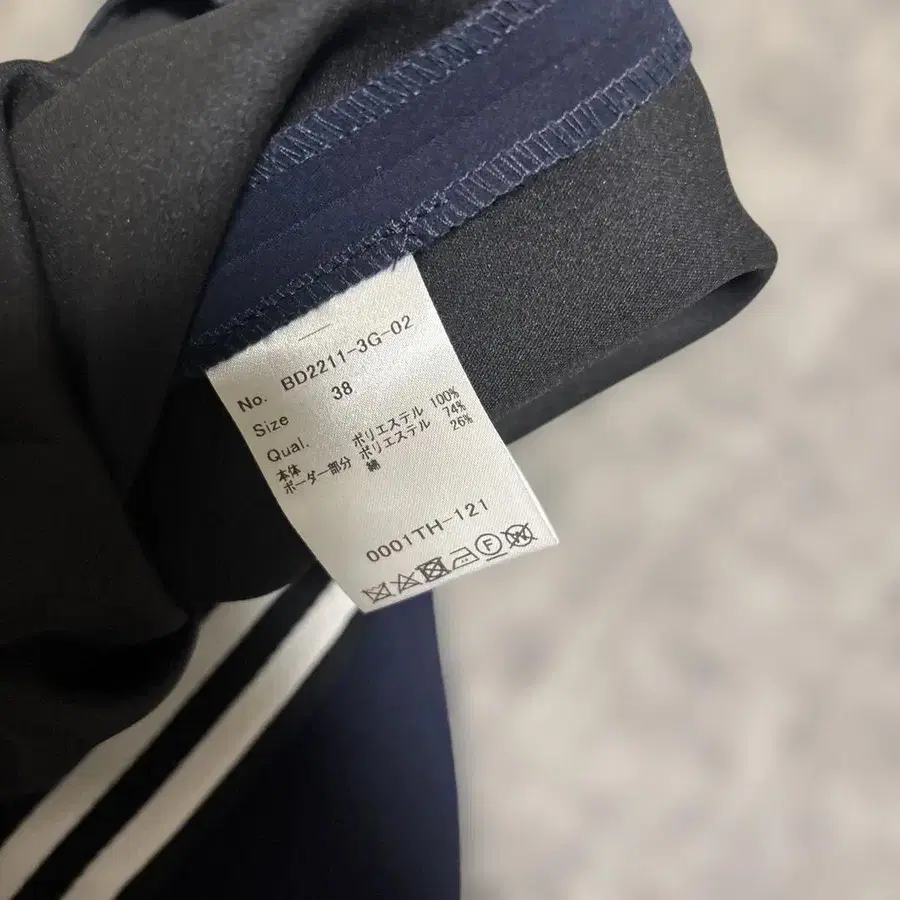 No. BD2211-3G-02
Size 38
Qual.
本体 ポリエステル 100%
ボーダー部分 ポリエステル 74%
綿 26%
0001TH-121